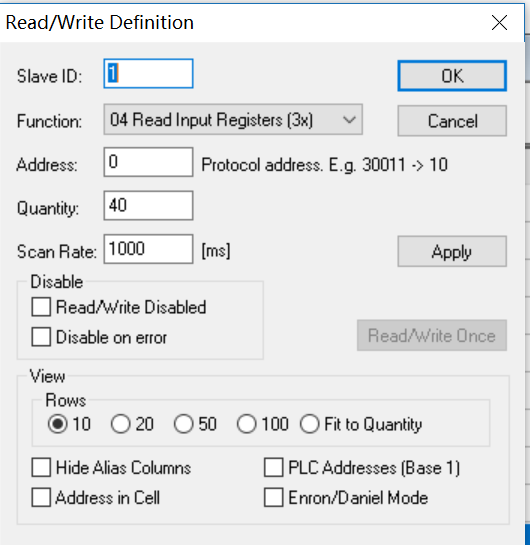 Read/Write Definition
Slave ID: 1 OK
Function: 04 Read Input Registers (3x) Cancel
Address: 0 Protocol address. E.g. 30011 -> 10
Quantity: 40
Scan Rate: 1000 [ms] Apply
Disable
Read/Write Disabled
Disable on error
Read/Write Once
View
Rows
10 20 50 100 Fit to Quantity
Hide Alias Columns PLC Addresses (Base 1)
Address in Cell Enron/Daniel Mode